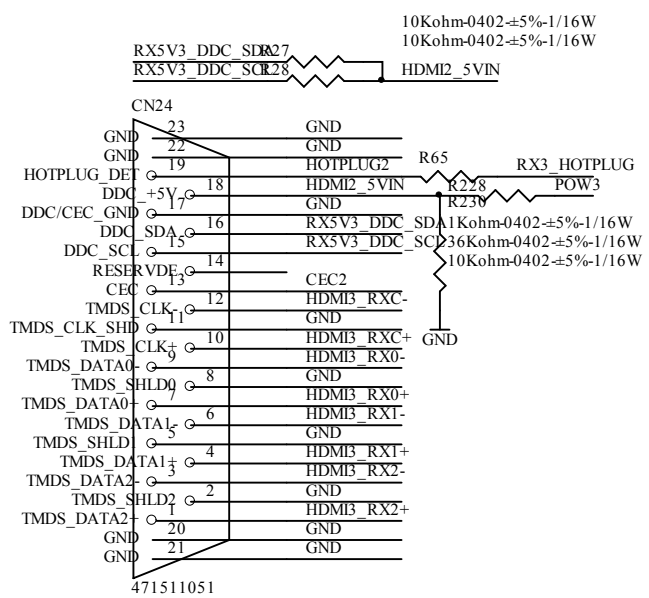 10Kohm-0402-±5%-1/16W
10Kohm-0402-±5%-1/16W
RX5V3_DDC_SDA R27
RX5V3_DDC_SCL R28 HDMI2_5VIN
CN24
GND 23 GND
GND 22 GND
HOTPLUG_DET 19 HOTPLUG2 R65 RX3_HOTPLUG
DDC_+5V 18 HDMI2_5VIN R228 POW3
DDC/CEC_GND 17 GND R230
DDC_SDA 16 RX5V3_DDC_SDA 1Kohm-0402-±5%-1/16W
DDC_SCL 15 RX5V3_DDC_SCL 36Kohm-0402-±5%-1/16W
RESERVDE 14 10Kohm-0402-±5%-1/16W
CEC 13 CEC2
TMDS_CLK- 12 HDMI3_RXC-
TMDS_CLK_SHD 11 GND
TMDS_CLK+ 10 HDMI3_RXC+ GND
TMDS_DATA0- 9 HDMI3_RX0-
TMDS_SHLD0 8 GND
TMDS_DATA0+ 7 HDMI3_RX0+
TMDS_DATA1- 6 HDMI3_RX1-
TMDS_SHLD1 5 GND
TMDS_DATA1+ 4 HDMI3_RX1+
TMDS_DATA2- 3 HDMI3_RX2-
TMDS_SHLD2 2 GND
TMDS_DATA2+ 1 HDMI3_RX2+
GND 20 GND
GND 21 GND
471511051